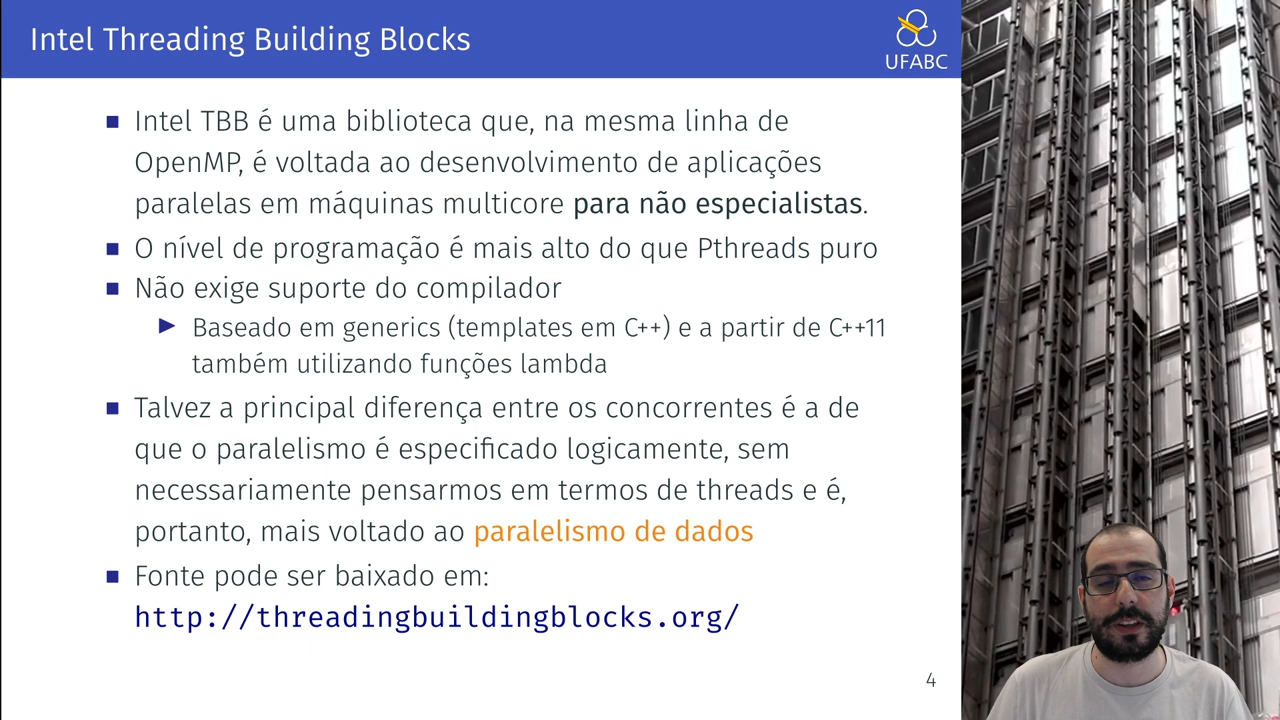 Intel Threading Building Blocks
UFABC
Intel TBB é uma biblioteca que, na mesma linha de
OpenMP, é voltada ao desenvolvimento de aplicações
paralelas em máquinas multicore para não especialistas.
O nível de programação é mais alto do que Pthreads puro
Não exige suporte do compilador
Baseado em generics (templates em C++) e a partir de C++11
também utilizando funções lambda
Talvez a principal diferença entre os concorrentes é a de
que o paralelismo é especificado logicamente, sem
necessariamente pensarmos em termos de threads e é,
portanto, mais voltado ao paralelismo de dados
Fonte pode ser baixado em:
http://threadingbuildingblocks.org/
4